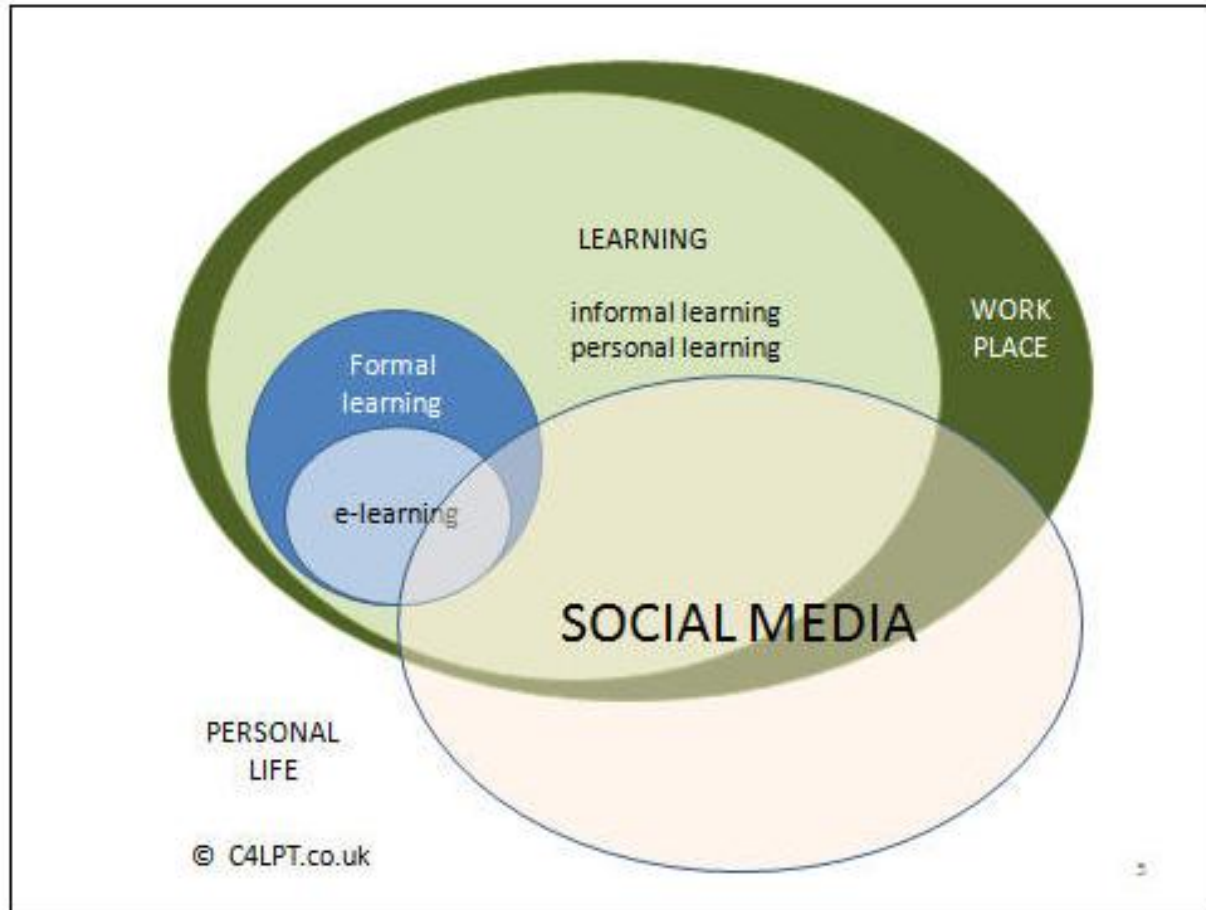 LEARNING
informal learning
personal learning
WORK
PLACE
Formal
learning
e-learning
SOCIAL MEDIA
PERSONAL
LIFE
© C4LPT.co.uk